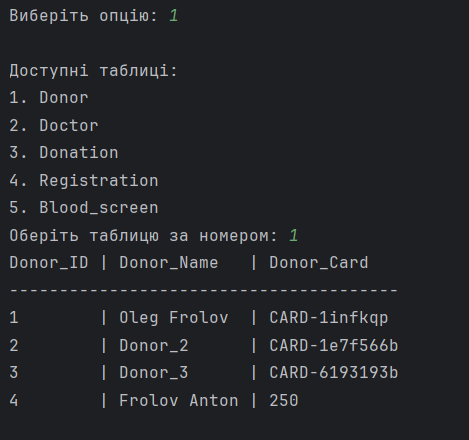 Виберіть опцію: 1
Доступні таблиці:
1. Donor
2. Doctor
3. Donation
4. Registration
5. Blood_screen
Оберіть таблицю за номером: 1
Donor_ID | Donor_Name   | Donor_Card
---------------------------------------
1        | Oleg Frolov  | CARD-1infkqp
2        | Donor_2      | CARD-1e7f566b
3        | Donor_3      | CARD-6193193b
4        | Frolov Anton | 250